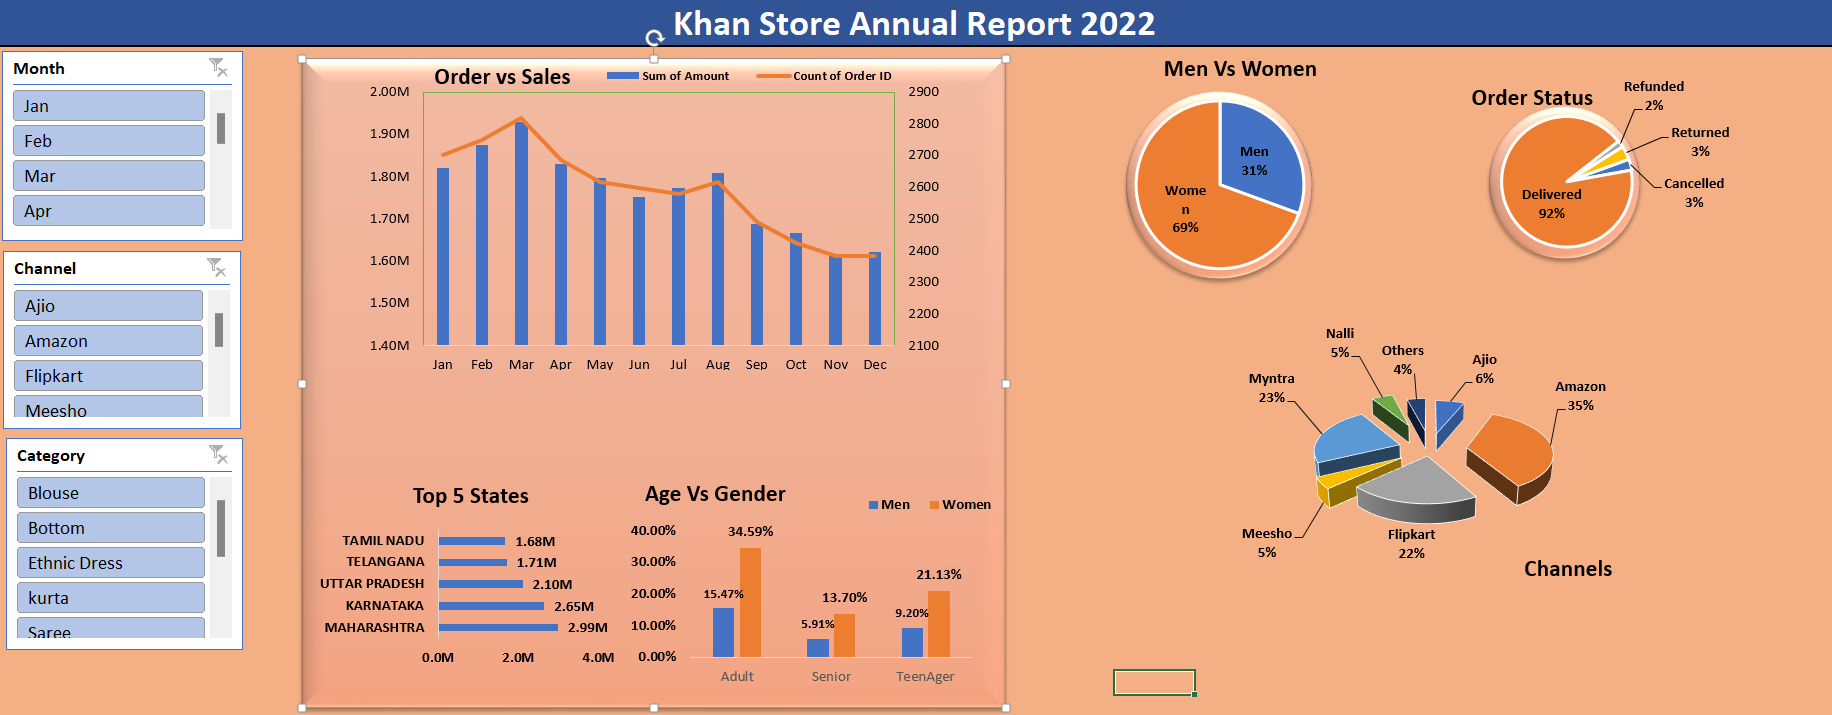 Khan Store Annual Report 2022
Month
Jan
Feb
Mar
Apr
Channel
Ajio
Amazon
Flipkart
Meesho
Category
Blouse
Bottom
Ethnic Dress
kurta
Saree
Order vs Sales
Sum of Amount
Count of Order ID
2.00M
1.90M
1.80M
1.70M
1.60M
1.50M
1.40M
2900
2800
2700
2600
2500
2400
2300
2200
2100
Jan Feb Mar Apr May Jun Jul Aug Sep Oct Nov Dec
Top 5 States
TAMIL NADU 1.68M
TELANGANA 1.71M
UTTAR PRADESH 2.10M
KARNATAKA 2.65M
MAHARASHTRA 2.99M
0.0M 2.0M 4.0M
Age Vs Gender
Men Women
40.00%
30.00%
20.00%
10.00%
0.00%
15.47%
34.59%
5.91%
13.70%
9.20%
21.13%
Adult Senior TeenAger
Men Vs Women
Men
31%
Wome
n
69%
Order Status
Refunded
2%
Returned
3%
Cancelled
3%
Delivered
92%
Nalli
5%
Others
4%
Ajio
6%
Myntra
23%
Amazon
35%
Meesho
5%
Flipkart
22%
Channels